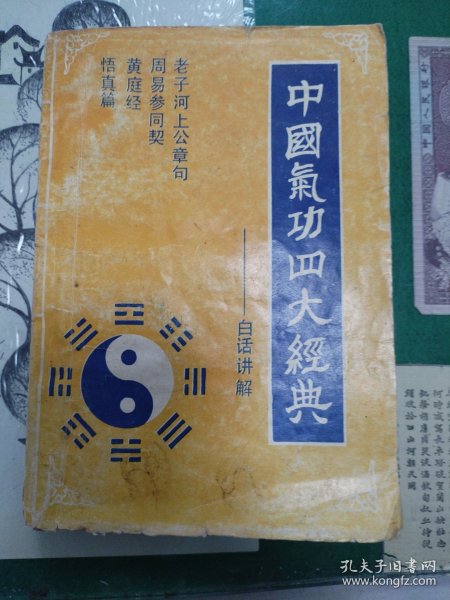 中國氣功四大經典
——白话讲解
老子河上公章句
周易参同契
黄庭经
悟真篇
孔夫子旧书网
www.kongfz.com